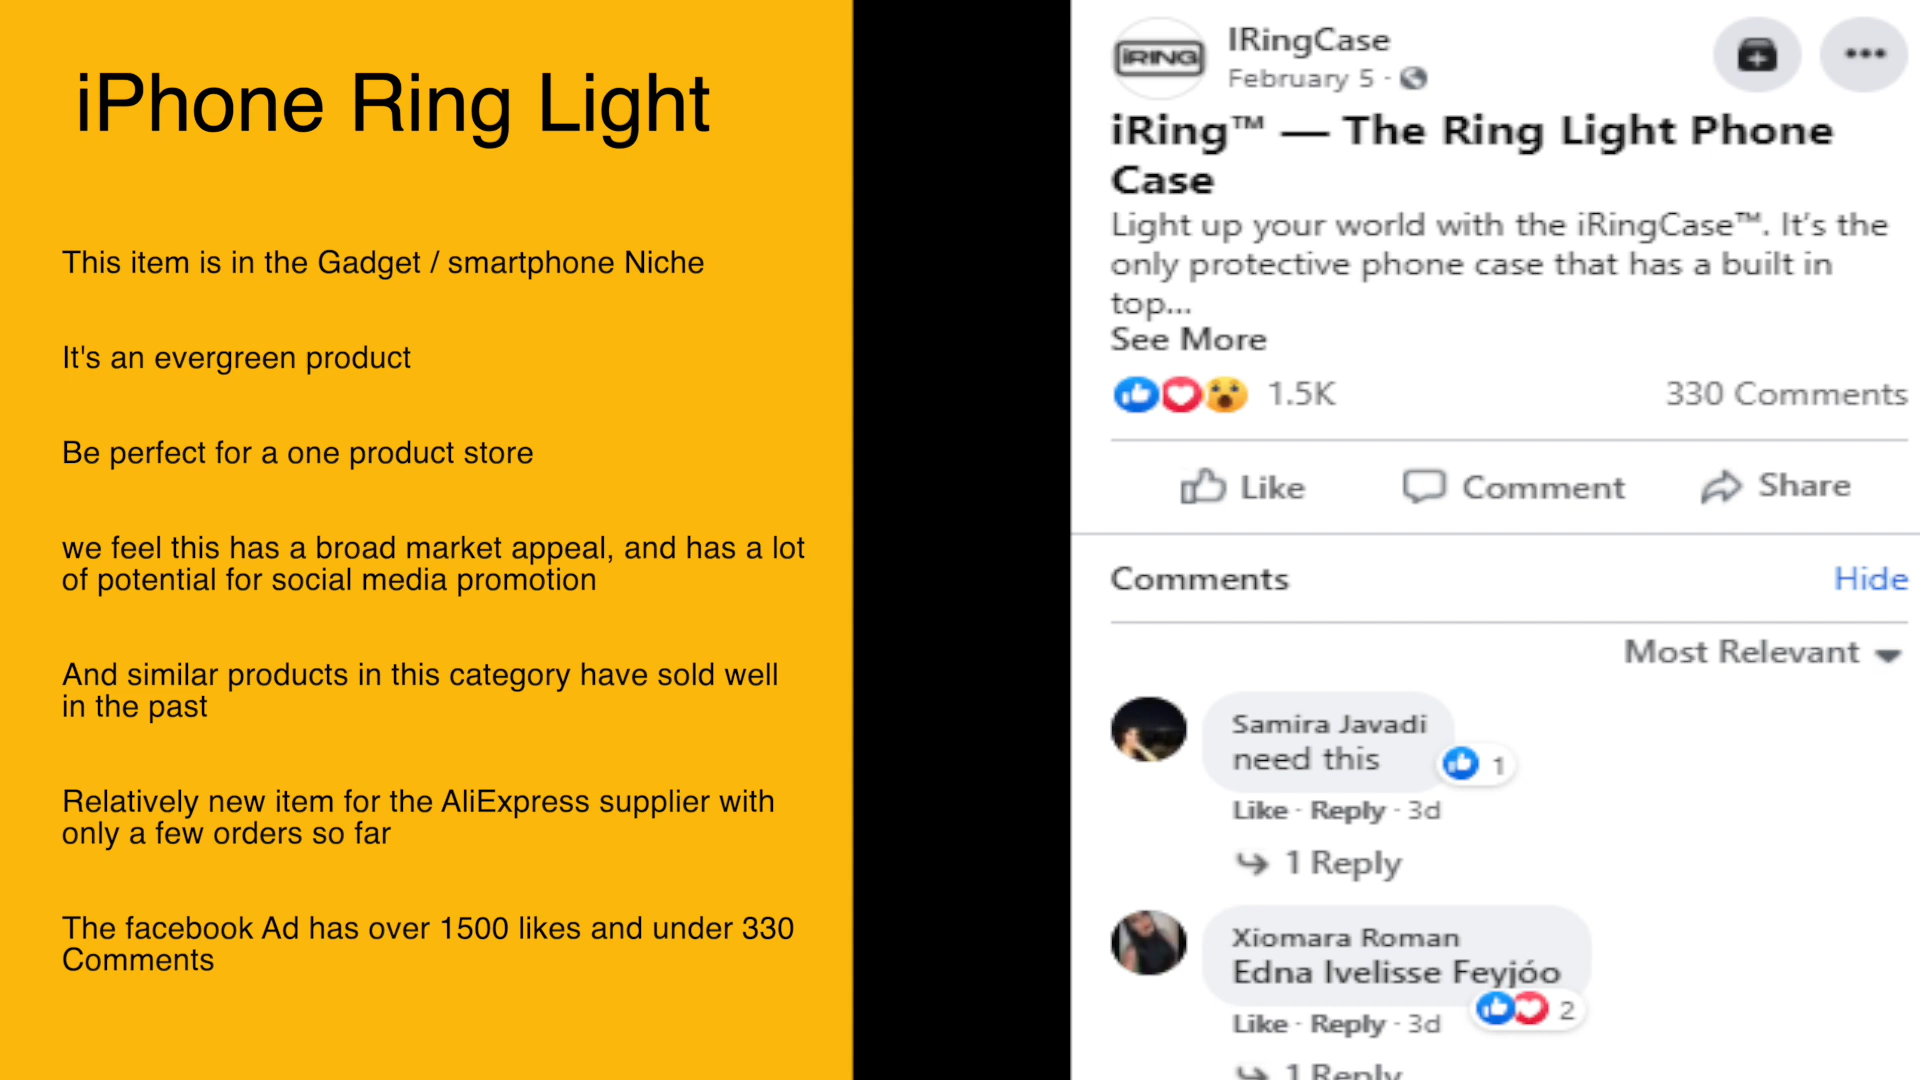 iPhone Ring Light
This item is in the Gadget / smartphone Niche
It's an evergreen product
Be perfect for a one product store
we feel this has a broad market appeal, and has a lot
of potential for social media promotion
And similar products in this category have sold well
in the past
Relatively new item for the AliExpress supplier with
only a few orders so far
The facebook Ad has over 1500 likes and under 330
Comments
iRING
IRingCase
February 5 ·
iRing™ — The Ring Light Phone
Case
Light up your world with the iRingCase™. It's the
only protective phone case that has a built in
top...
See More
1.5K
330 Comments
Like
Comment
Share
Comments
Hide
Most Relevant
Samira Javadi
need this
1
Like · Reply · 3d
1 Reply
Xiomara Roman
Edna Ivelisse Feyjóo
2
Like · Reply · 3d
1 Reply